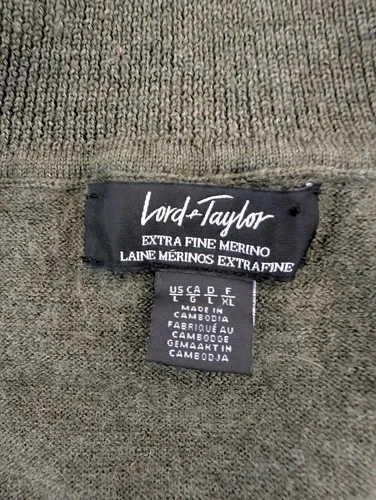 Lord + Taylor
EXTRA FINE MERINO
LAINE MÉRINOS EXTRAFINE
US CA D F
L G L XL
MADE IN
CAMBODIA
FABRIQUÉ AU
CAMBODGE
GEMAAKT IN
CAMBODJA